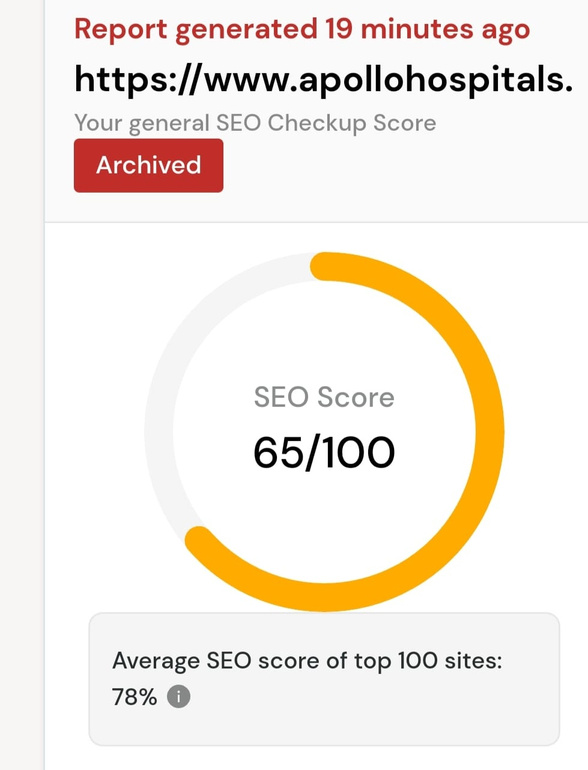 Report generated 19 minutes ago
https://www.apollohospitals.
Your general SEO Checkup Score
Archived
SEO Score
65/100
Average SEO score of top 100 sites:
78% i